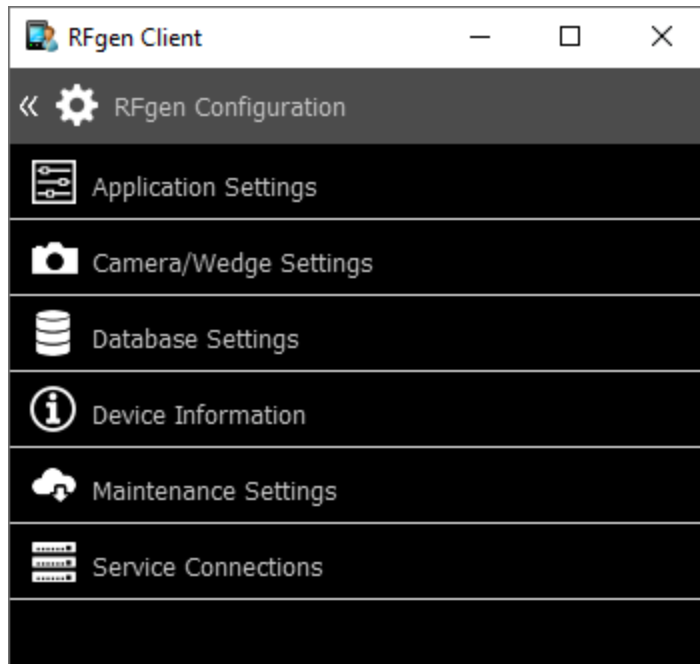 RFgen Client
RFgen Configuration
Application Settings
Camera/Wedge Settings
Database Settings
Device Information
Maintenance Settings
Service Connections